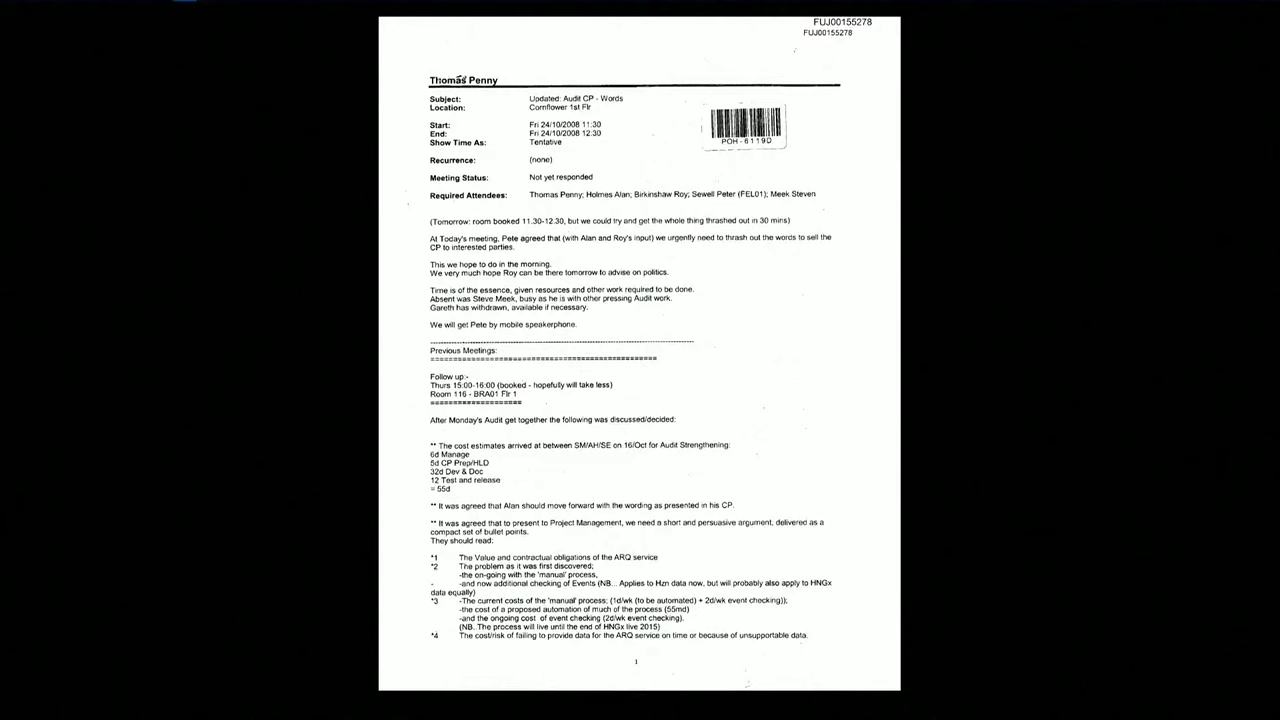 FUJ00155278
FUJ00155278
Thomas Penny
Subject: Updated: Audit CP - Words
Location: Cornflower 1st Flr
Start: Fri 24/10/2008 11:30
End: Fri 24/10/2008 12:30
Show Time As: Tentative
POH-6119D
Recurrence: (none)
Meeting Status: Not yet responded
Required Attendees: Thomas Penny; Holmes Alan; Birkinshaw Roy; Sewell Peter (FEL01); Meek Steven
(Tomorrow: room booked 11.30-12.30, but we could try and get the whole thing thrashed out in 30 mins)
At Today's meeting, Pete agreed that (with Alan and Roy's input) we urgently need to thrash out the words to sell the
CP to interested parties.
This we hope to do in the morning.
We very much hope Roy can be there tomorrow to advise on politics.
Time is of the essence, given resources and other work required to be done.
Absent was Steve Meek, busy as he is with other pressing Audit work.
Gareth has withdrawn, available if necessary.
We will get Pete by mobile speakerphone.
Previous Meetings:
Follow up:-
Thurs 15:00-16:00 (booked - hopefully will take less)
Room 116 - BRA01 Flr 1
====================
After Monday's Audit get together the following was discussed/decided:
** The cost estimates arrived at between SM/AH/SE on 16/Oct for Audit Strengthening:
6d Manage
5d CP Prep/HLD
32d Dev & Doc
12 Test and release
= 55d
** It was agreed that Alan should move forward with the wording as presented in his CP.
** It was agreed that to present to Project Management, we need a short and persuasive argument, delivered as a
compact set of bullet points.
They should read:
*1 The Value and contractual obligations of the ARQ service
*2 The problem as it was first discovered;
-the on-going with the 'manual' process,
- -and now additional checking of Events (NB... Applies to Hzn data now, but will probably also apply to HNGx
data equally)
*3 -The current costs of the 'manual' process; (1d/wk (to be automated) + 2d/wk event checking));
-the cost of a proposed automation of much of the process (55md)
-and the ongoing cost of event checking (2d/wk event checking).
(NB. The process will live until the end of HNGx live 2015)
*4 The cost/risk of failing to provide data for the ARQ service on time or because of unsupportable data.
1